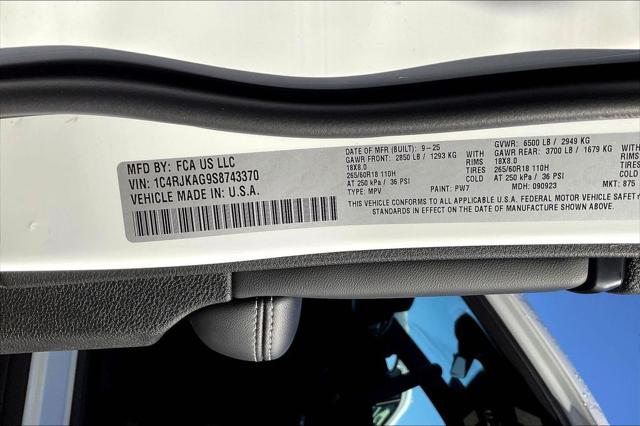 MFD BY: FCA US LLC
VIN: 1C4RJKAG9S8743370
VEHICLE MADE IN: U.S.A.
DATE OF MFR (BUILT): 9-25
GAWR FRONT: 2850 LB / 1293 KG WITH
18X8.0 RIMS
265/60R18 110H TIRES
AT 250 kPa / 36 PSI COLD
TYPE: MPV PAINT: PW7
GVWR: 6500 LB / 2949 KG
GAWR REAR: 3700 LB / 1679 KG WITH
18X8.0 RIMS
265/60R18 110H TIRES
AT 250 kPa / 36 PSI COLD
MDH: 090923 MKT: 875
THIS VEHICLE CONFORMS TO ALL APPLICABLE U.S.A. FEDERAL MOTOR VEHICLE SAFETY
STANDARDS IN EFFECT ON THE DATE OF MANUFACTURE SHOWN ABOVE.